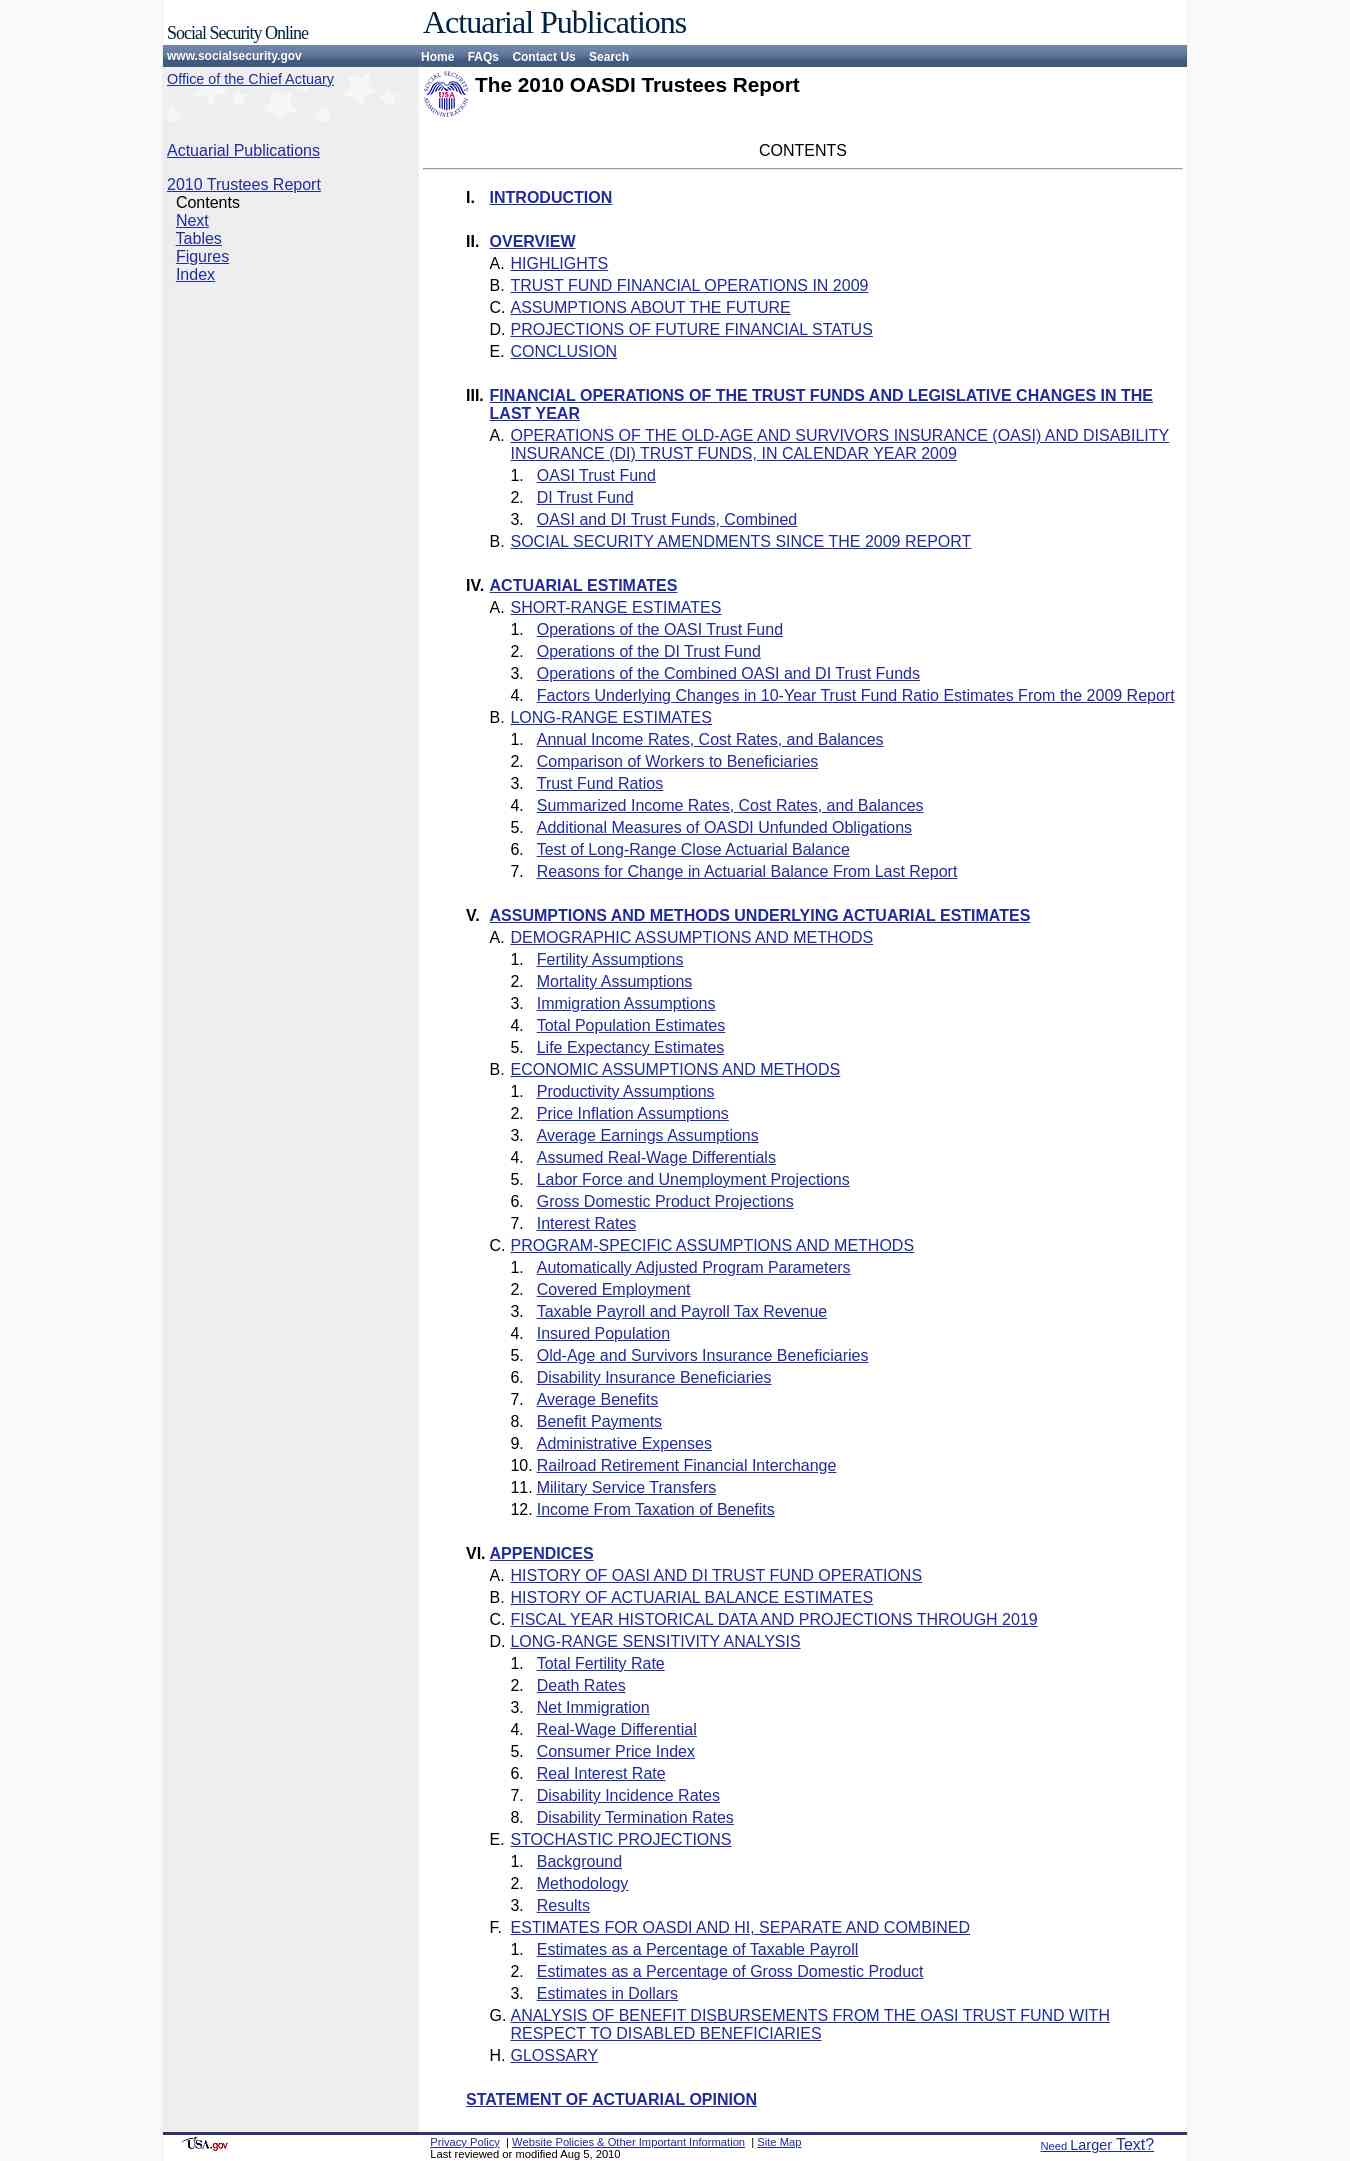 Social Security Online
Actuarial Publications
www.socialsecurity.gov
Home FAQs Contact Us Search
Office of the Chief Actuary
SOCIAL SECURITY ADMINISTRATION
USA
The 2010 OASDI Trustees Report
Actuarial Publications
2010 Trustees Report
Contents
Next
Tables
Figures
Index
CONTENTS
I. INTRODUCTION
II. OVERVIEW
A. HIGHLIGHTS
B. TRUST FUND FINANCIAL OPERATIONS IN 2009
C. ASSUMPTIONS ABOUT THE FUTURE
D. PROJECTIONS OF FUTURE FINANCIAL STATUS
E. CONCLUSION
III. FINANCIAL OPERATIONS OF THE TRUST FUNDS AND LEGISLATIVE CHANGES IN THE
LAST YEAR
A. OPERATIONS OF THE OLD-AGE AND SURVIVORS INSURANCE (OASI) AND DISABILITY
INSURANCE (DI) TRUST FUNDS, IN CALENDAR YEAR 2009
1. OASI Trust Fund
2. DI Trust Fund
3. OASI and DI Trust Funds, Combined
B. SOCIAL SECURITY AMENDMENTS SINCE THE 2009 REPORT
IV. ACTUARIAL ESTIMATES
A. SHORT-RANGE ESTIMATES
1. Operations of the OASI Trust Fund
2. Operations of the DI Trust Fund
3. Operations of the Combined OASI and DI Trust Funds
4. Factors Underlying Changes in 10-Year Trust Fund Ratio Estimates From the 2009 Report
B. LONG-RANGE ESTIMATES
1. Annual Income Rates, Cost Rates, and Balances
2. Comparison of Workers to Beneficiaries
3. Trust Fund Ratios
4. Summarized Income Rates, Cost Rates, and Balances
5. Additional Measures of OASDI Unfunded Obligations
6. Test of Long-Range Close Actuarial Balance
7. Reasons for Change in Actuarial Balance From Last Report
V. ASSUMPTIONS AND METHODS UNDERLYING ACTUARIAL ESTIMATES
A. DEMOGRAPHIC ASSUMPTIONS AND METHODS
1. Fertility Assumptions
2. Mortality Assumptions
3. Immigration Assumptions
4. Total Population Estimates
5. Life Expectancy Estimates
B. ECONOMIC ASSUMPTIONS AND METHODS
1. Productivity Assumptions
2. Price Inflation Assumptions
3. Average Earnings Assumptions
4. Assumed Real-Wage Differentials
5. Labor Force and Unemployment Projections
6. Gross Domestic Product Projections
7. Interest Rates
C. PROGRAM-SPECIFIC ASSUMPTIONS AND METHODS
1. Automatically Adjusted Program Parameters
2. Covered Employment
3. Taxable Payroll and Payroll Tax Revenue
4. Insured Population
5. Old-Age and Survivors Insurance Beneficiaries
6. Disability Insurance Beneficiaries
7. Average Benefits
8. Benefit Payments
9. Administrative Expenses
10. Railroad Retirement Financial Interchange
11. Military Service Transfers
12. Income From Taxation of Benefits
VI. APPENDICES
A. HISTORY OF OASI AND DI TRUST FUND OPERATIONS
B. HISTORY OF ACTUARIAL BALANCE ESTIMATES
C. FISCAL YEAR HISTORICAL DATA AND PROJECTIONS THROUGH 2019
D. LONG-RANGE SENSITIVITY ANALYSIS
1. Total Fertility Rate
2. Death Rates
3. Net Immigration
4. Real-Wage Differential
5. Consumer Price Index
6. Real Interest Rate
7. Disability Incidence Rates
8. Disability Termination Rates
E. STOCHASTIC PROJECTIONS
1. Background
2. Methodology
3. Results
F. ESTIMATES FOR OASDI AND HI, SEPARATE AND COMBINED
1. Estimates as a Percentage of Taxable Payroll
2. Estimates as a Percentage of Gross Domestic Product
3. Estimates in Dollars
G. ANALYSIS OF BENEFIT DISBURSEMENTS FROM THE OASI TRUST FUND WITH
RESPECT TO DISABLED BENEFICIARIES
H. GLOSSARY
STATEMENT OF ACTUARIAL OPINION
USA.gov
Privacy Policy | Website Policies & Other Important Information | Site Map
Last reviewed or modified Aug 5, 2010
Need Larger Text?